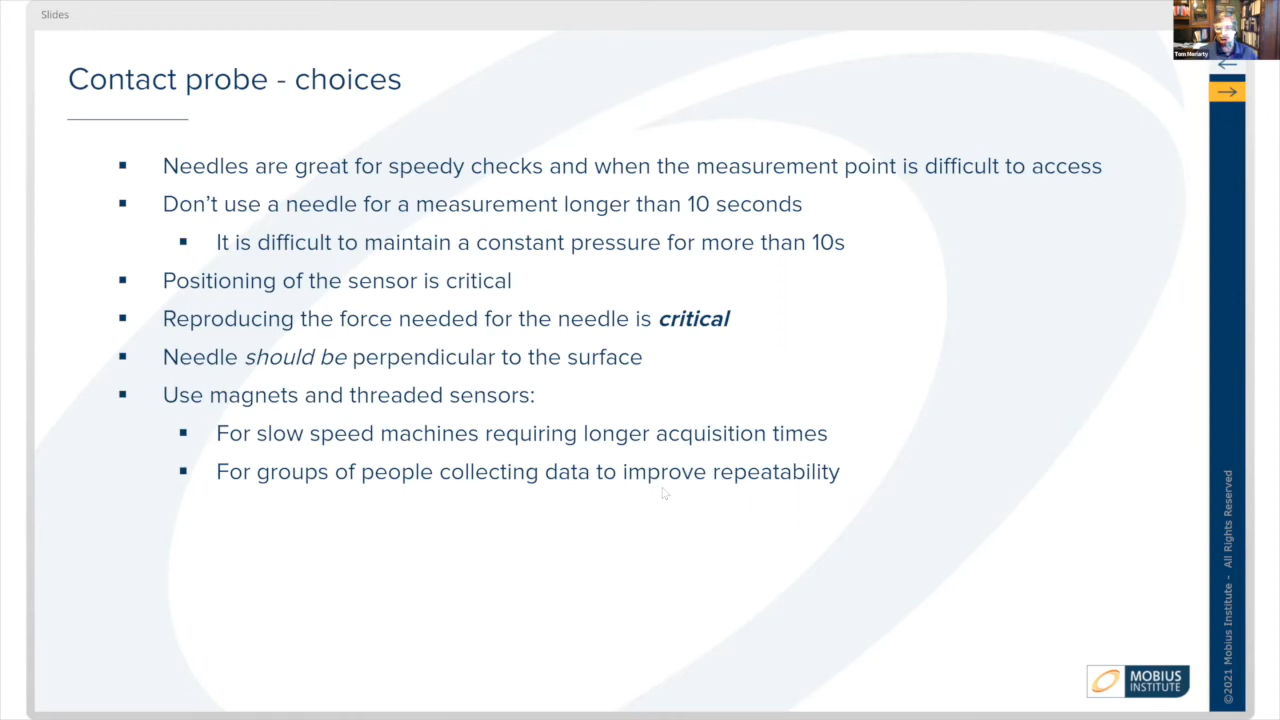 Slides
Tom Moriarty
Contact probe - choices
Needles are great for speedy checks and when the measurement point is difficult to access
Don’t use a needle for a measurement longer than 10 seconds
It is difficult to maintain a constant pressure for more than 10s
Positioning of the sensor is critical
Reproducing the force needed for the needle is critical
Needle should be perpendicular to the surface
Use magnets and threaded sensors:
For slow speed machines requiring longer acquisition times
For groups of people collecting data to improve repeatability
©2021 Mobius Institute - All Rights Reserved
MOBIUS
INSTITUTE